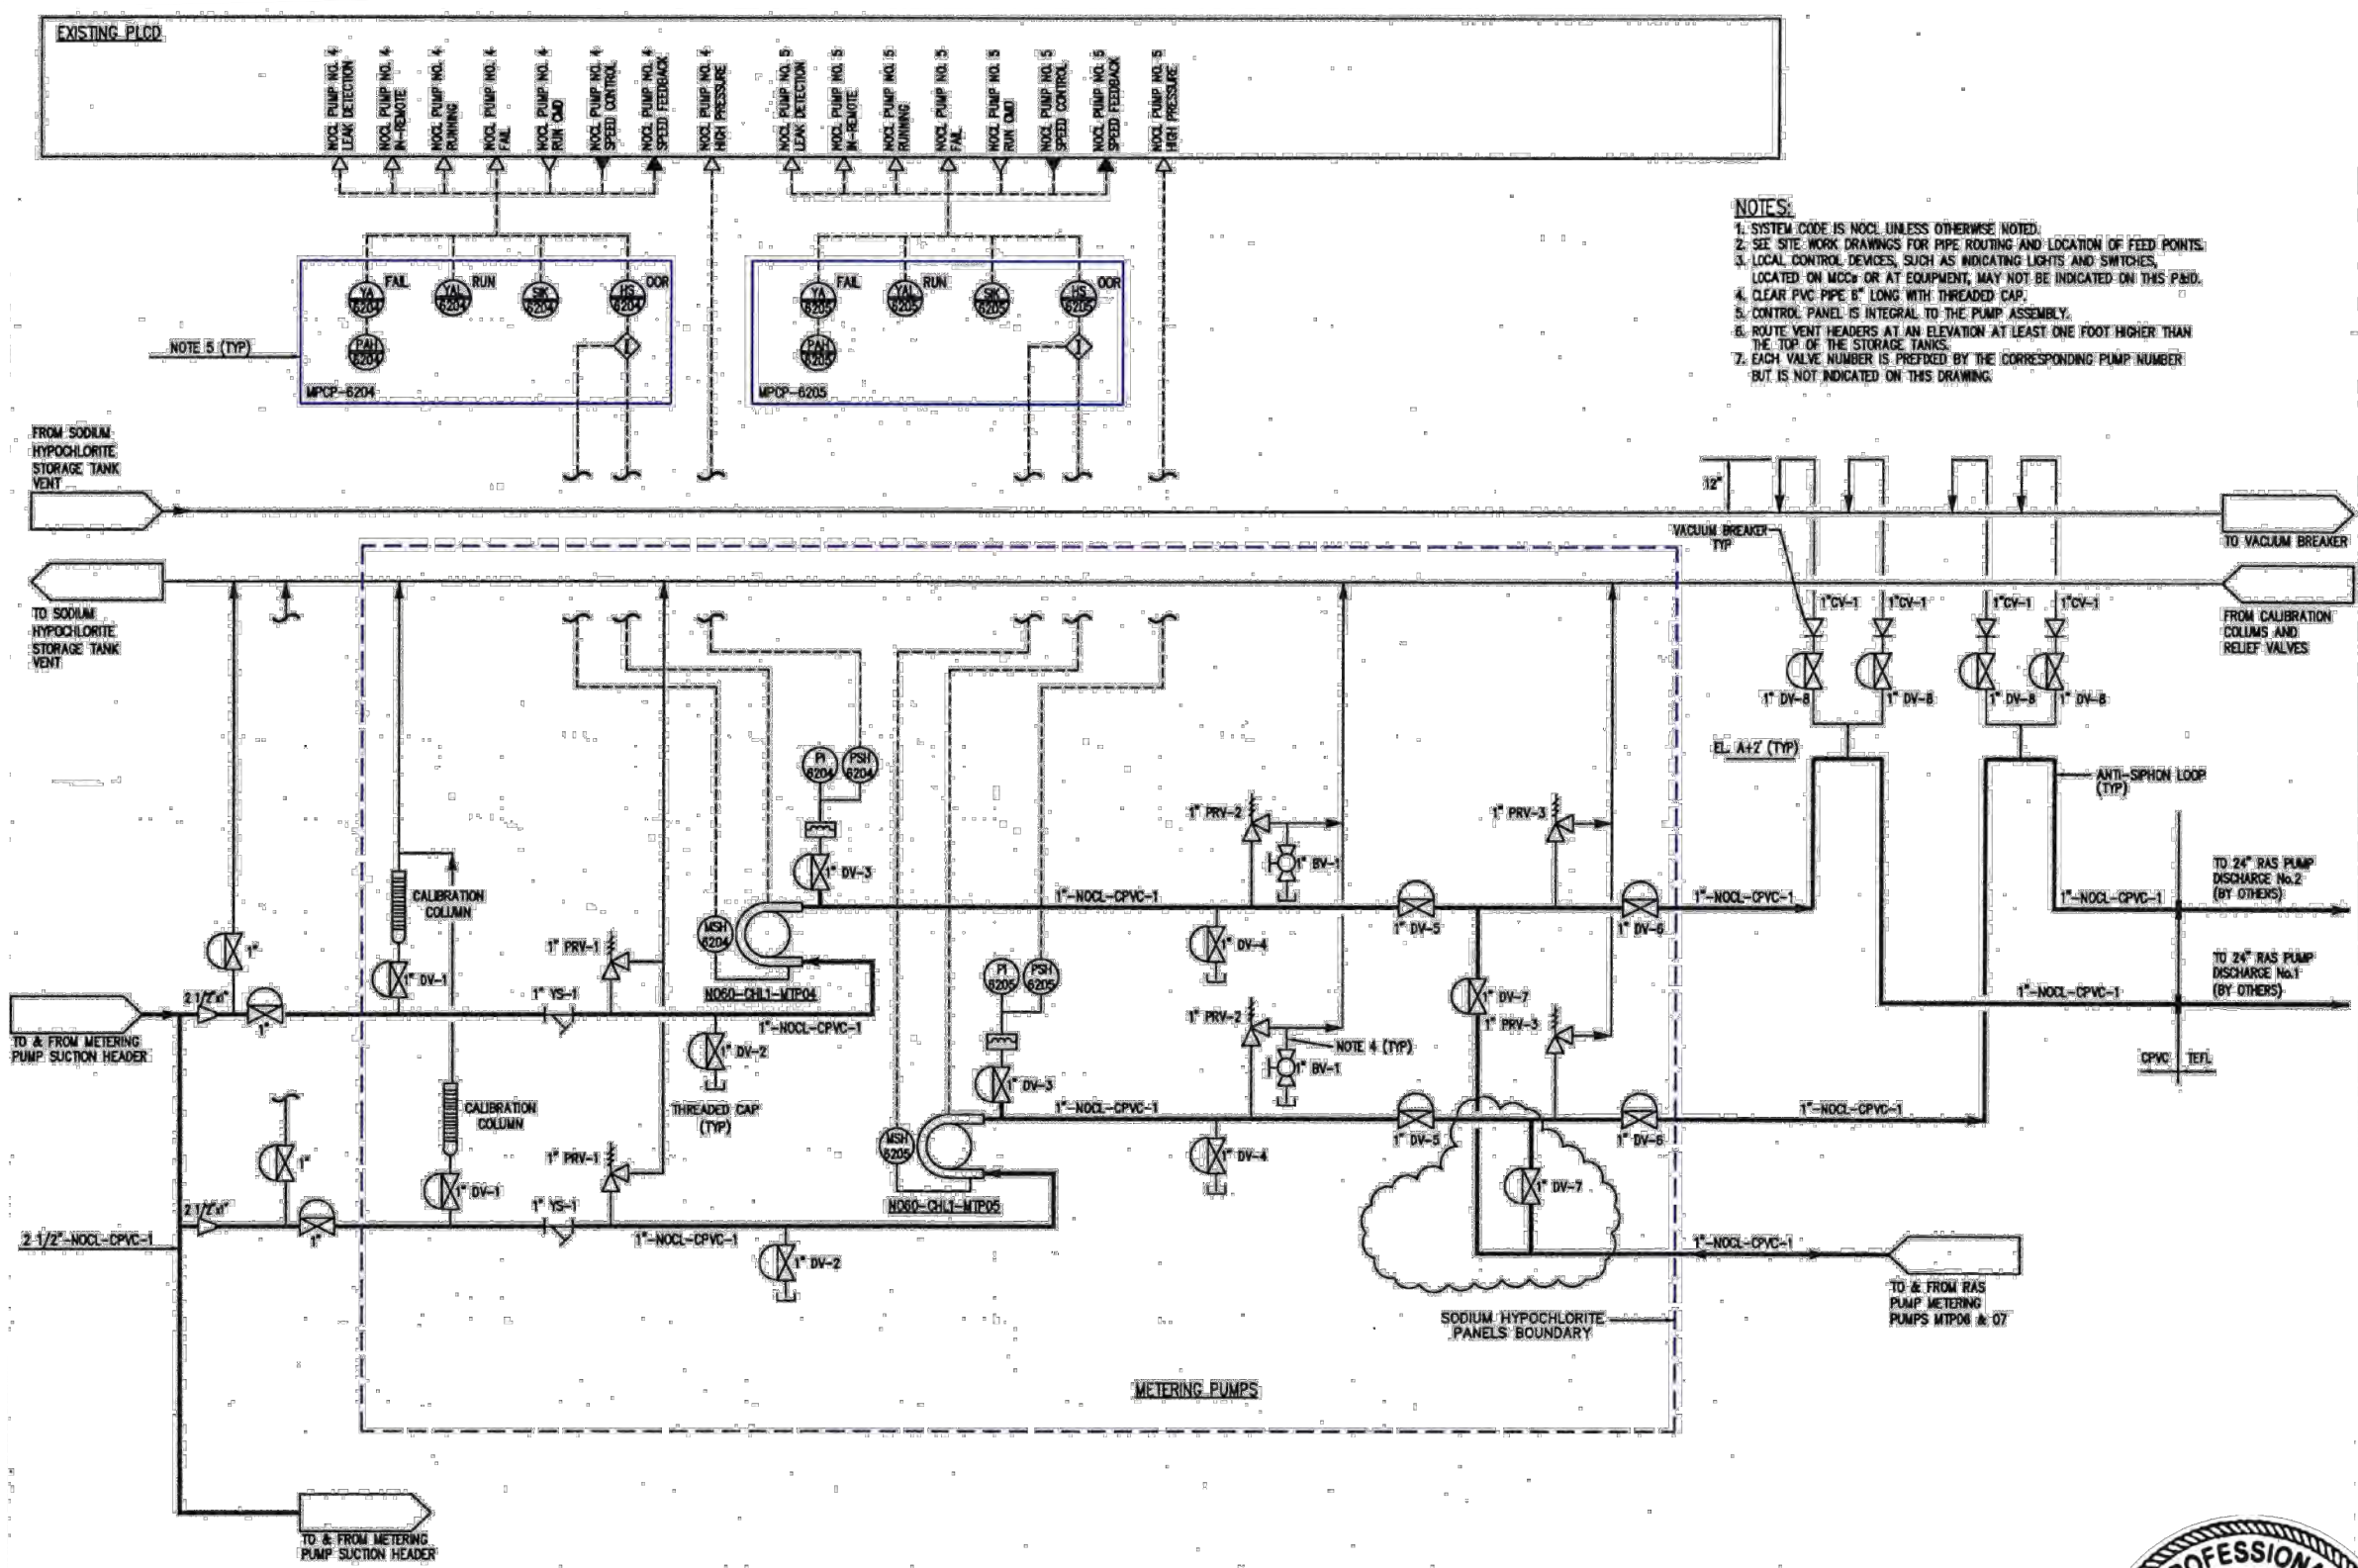 EXISTING PLCD
NOCL PUMP NO. 4
LEAK DETECTION
NOCL PUMP NO. 4
IN-REMOTE
NOCL PUMP NO. 4
RUNNING
NOCL PUMP NO. 4
FAIL
NOCL PUMP NO. 4
RUN CMD
NOCL PUMP NO. 4
SPEED CONTROL
NOCL PUMP NO. 4
SPEED FEEDBACK
NOCL PUMP NO. 4
HIGH PRESSURE
NOCL PUMP NO. 5
LEAK DETECTION
NOCL PUMP NO. 5
IN-REMOTE
NOCL PUMP NO. 5
RUNNING
NOCL PUMP NO. 5
FAIL
NOCL PUMP NO. 5
RUN CMD
NOCL PUMP NO. 5
SPEED CONTROL
NOCL PUMP NO. 5
SPEED FEEDBACK
NOCL PUMP NO. 5
HIGH PRESSURE
NOTES:
1. SYSTEM CODE IS NOCL UNLESS OTHERWISE NOTED.
2. SEE SITE WORK DRAWINGS FOR PIPE ROUTING AND LOCATION OF FEED POINTS.
3. LOCAL CONTROL DEVICES, SUCH AS INDICATING LIGHTS AND SWITCHES,
LOCATED ON MCCs OR AT EQUIPMENT, MAY NOT BE INDICATED ON THIS P&ID.
4. CLEAR PVC PIPE 6" LONG WITH THREADED CAP.
5. CONTROL PANEL IS INTEGRAL TO THE PUMP ASSEMBLY.
6. ROUTE VENT HEADERS AT AN ELEVATION AT LEAST ONE FOOT HIGHER THAN
THE TOP OF THE STORAGE TANKS.
7. EACH VALVE NUMBER IS PREFIXED BY THE CORRESPONDING PUMP NUMBER
BUT IS NOT INDICATED ON THIS DRAWING.
YA
6204
FAIL
YAL
6204
RUN
SIK
6204
HS
6204
OOR
PAH
6204
I
MPCP-6204
NOTE 5 (TYP)
YA
6205
FAIL
YAL
6205
RUN
SIK
6205
HS
6205
OOR
PAH
6205
I
MPCP-6205
FROM SODIUM
HYPOCHLORITE
STORAGE TANK
VENT
12"
VACUUM BREAKER
TYP
TO VACUUM BREAKER
TO SODIUM
HYPOCHLORITE
STORAGE TANK
VENT
1"CV-1
1"CV-1
1"CV-1
1"CV-1
FROM CALIBRATION
COLUMS AND
RELIEF VALVES
1" DV-8
1" DV-8
1" DV-8
1" DV-8
EL. A+2' (TYP)
ANTI-SIPHON LOOP
(TYP)
PI
6204
PSH
6204
1" DV-3
1" PRV-2
1" PRV-3
1" BV-1
CALIBRATION
COLUMN
1"-NOCL-CPVC-1
1"-NOCL-CPVC-1
1"-NOCL-CPVC-1
TO 24" RAS PUMP
DISCHARGE No.2
(BY OTHERS)
MSH
6204
1" DV-5
1" DV-6
1" DV-4
1"
1" DV-1
1" PRV-1
N060-CHL1-MTP04
PI
6205
PSH
6205
1" DV-7
TO 24" RAS PUMP
DISCHARGE No.1
(BY OTHERS)
1"-NOCL-CPVC-1
2 1/2"x1"
1"
1" YS-1
1"-NOCL-CPVC-1
1" PRV-2
1" PRV-3
TO & FROM METERING
PUMP SUCTION HEADER
1" DV-2
NOTE 4 (TYP)
1" BV-1
CPVC
TEFL
1" DV-3
CALIBRATION
COLUMN
THREADED CAP
(TYP)
1"-NOCL-CPVC-1
1"-NOCL-CPVC-1
MSH
6205
1" DV-5
1" DV-6
1" DV-4
1"
1" PRV-1
1" DV-1
1" DV-7
2 1/2"x1"
1" YS-1
N060-CHL1-MTP05
2 1/2"-NOCL-CPVC-1
1"
1"-NOCL-CPVC-1
1"-NOCL-CPVC-1
1" DV-2
TO & FROM RAS
PUMP METERING
PUMPS MTP06 & 07
SODIUM HYPOCHLORITE
PANELS BOUNDARY
METERING PUMPS
TO & FROM METERING
PUMP SUCTION HEADER